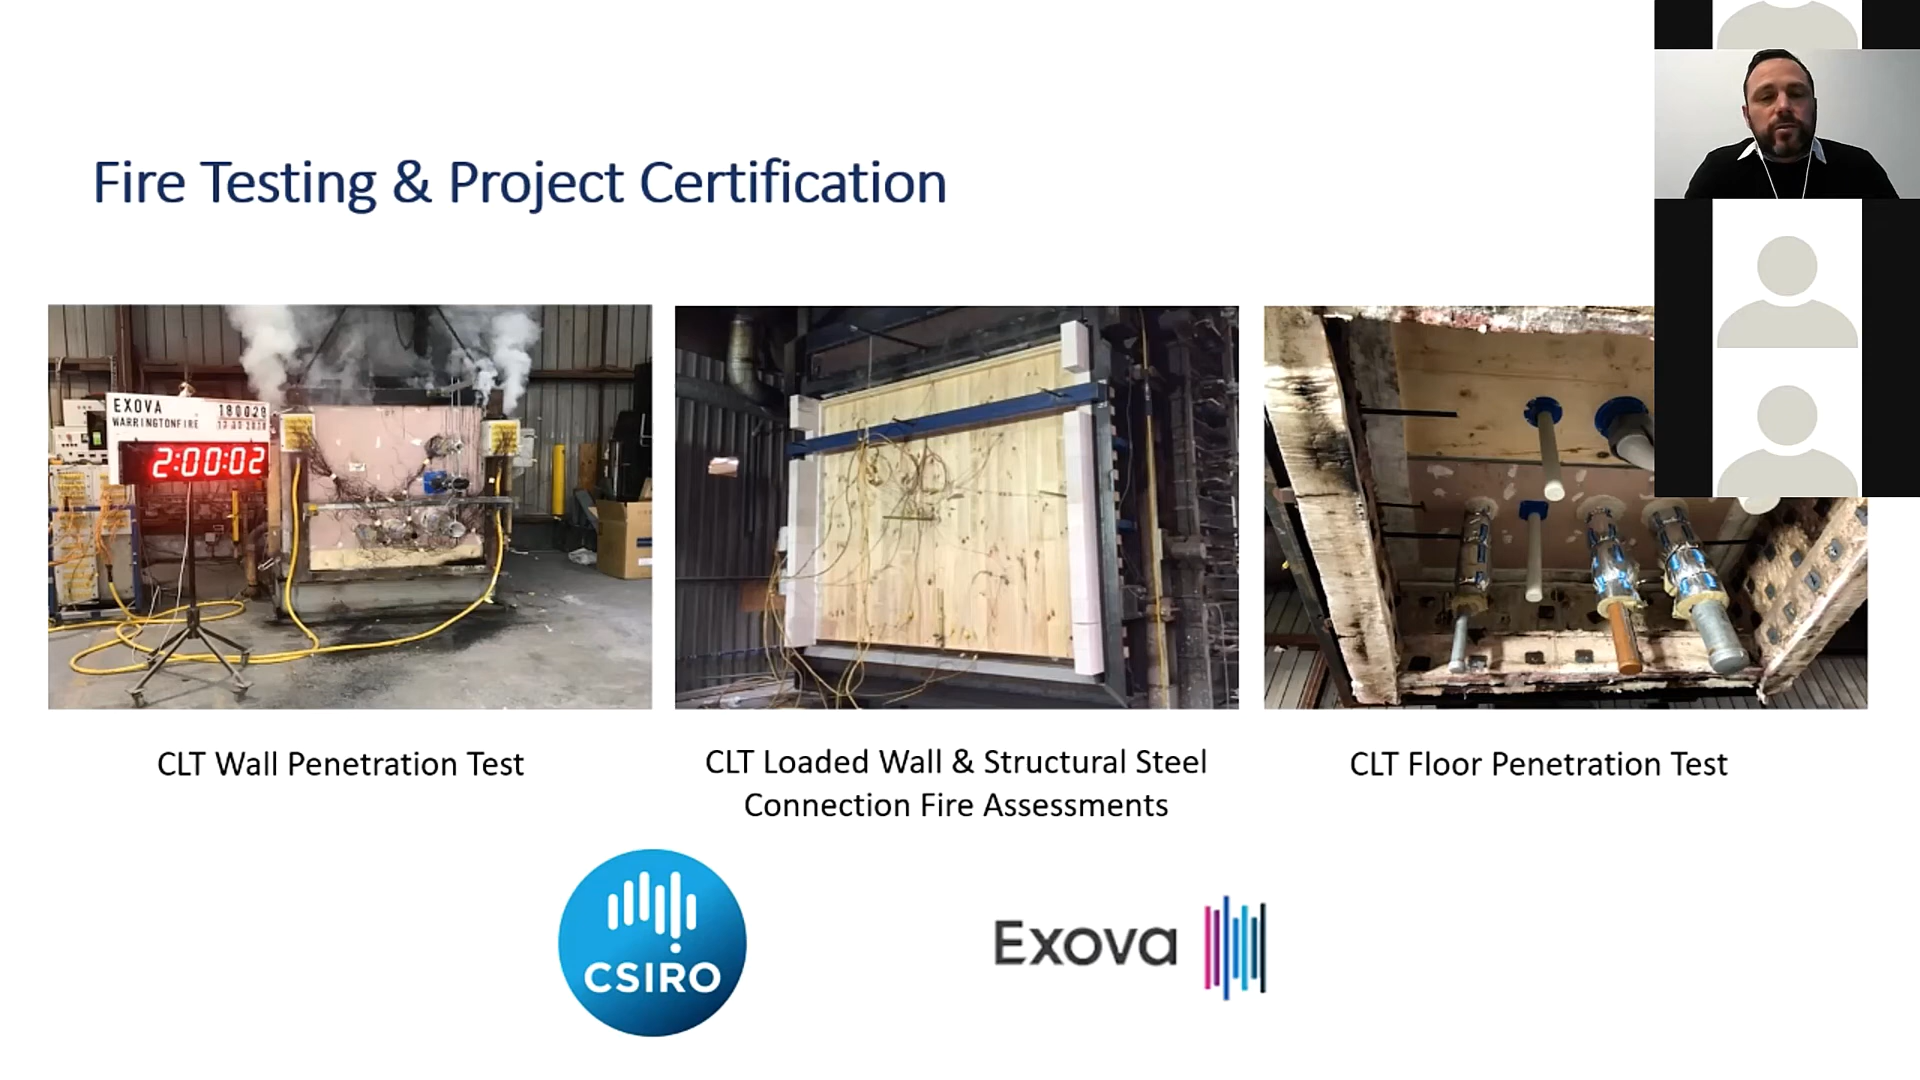 Fire Testing & Project Certification
EXOVA 180029
WARRINGTONFIRE
2:00:02
CLT Wall Penetration Test
CLT Loaded Wall & Structural Steel
Connection Fire Assessments
CLT Floor Penetration Test
CSIRO
Exova